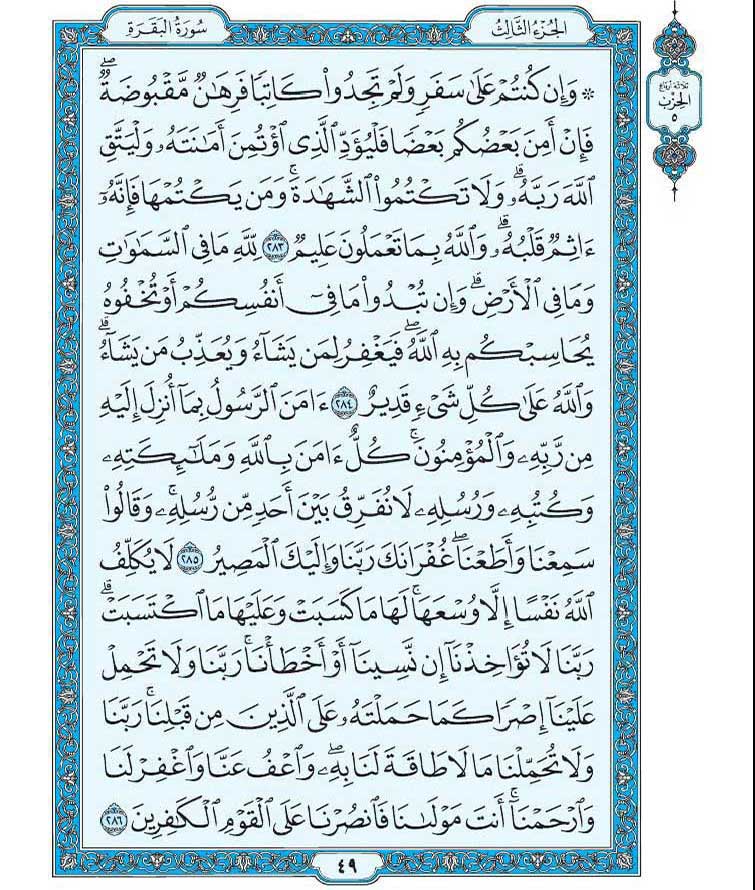 الجُزْءُ الثَّالِثُ
سُورَةُ البَقَرَةِ
ثلاثة أرباع
الحِزْب
٥
۞ وَإِن كُنتُمْ عَلَىٰ سَفَرٍ وَلَمْ تَجِدُوا۟ كَاتِبًا فَرِهَٰنٌ مَّقْبُوضَةٌ ۖ
فَإِنْ أَمِنَ بَعْضُكُم بَعْضًا فَلْيُؤَدِّ ٱلَّذِى ٱؤْتُمِنَ أَمَٰنَتَهُۥ وَلْيَتَّقِ
ٱللَّهَ رَبَّهُۥ ۗ وَلَا تَكْتُمُوا۟ ٱلشَّهَٰدَةَ ۚ وَمَن يَكْتُمْهَا فَإِنَّهُۥٓ
ءَاثِمٌ قَلْبُهُۥ ۗ وَٱللَّهُ بِمَا تَعْمَلُونَ عَلِيمٌ ٢٨٣ لِّلَّهِ مَا فِى ٱلسَّمَٰوَٰتِ
وَمَا فِى ٱلْأَرْضِ ۗ وَإِن تُبْدُوا۟ مَا فِىٓ أَنفُسِكُمْ أَوْ تُخْفُوهُ
يُحَاسِبْكُم بِهِ ٱللَّهُ ۖ فَيَغْفِرُ لِمَن يَشَآءُ وَيُعَذِّبُ مَن يَشَآءُ ۗ
وَٱللَّهُ عَلَىٰ كُلِّ شَىْءٍ قَدِيرٌ ٢٨٤ ءَامَنَ ٱلرَّسُولُ بِمَآ أُنزِلَ إِلَيْهِ
مِن رَّبِّهِۦ وَٱلْمُؤْمِنُونَ ۚ كُلٌّ ءَامَنَ بِٱللَّهِ وَمَلَٰٓئِكَتِهِۦ
وَكُتُبِهِۦ وَرُسُلِهِۦ لَا نُفَرِّقُ بَيْنَ أَحَدٍ مِّن رُّسُلِهِۦ ۚ وَقَالُوا۟
سَمِعْنَا وَأَطَعْنَا ۖ غُفْرَانَكَ رَبَّنَا وَإِلَيْكَ ٱلْمَصِيرُ ٢٨٥ لَا يُكَلِّفُ
ٱللَّهُ نَفْسًا إِلَّا وُسْعَهَا ۚ لَهَا مَا كَسَبَتْ وَعَلَيْهَا مَا ٱكْتَسَبَتْ ۗ
رَبَّنَا لَا تُؤَاخِذْنَآ إِن نَّسِينَآ أَوْ أَخْطَأْنَا ۚ رَبَّنَا وَلَا تَحْمِلْ
عَلَيْنَآ إِصْرًا كَمَا حَمَلْتَهُۥ عَلَى ٱلَّذِينَ مِن قَبْلِنَا ۚ رَبَّنَا
وَلَا تُحَمِّلْنَا مَا لَا طَاقَةَ لَنَا بِهِۦ ۖ وَٱعْفُ عَنَّا وَٱغْفِرْ لَنَا
وَٱرْحَمْنَآ ۚ أَنتَ مَوْلَىٰنَا فَٱنصُرْنَا عَلَى ٱلْقَوْمِ ٱلْكَٰفِرِينَ ٢٨٦
٤٩